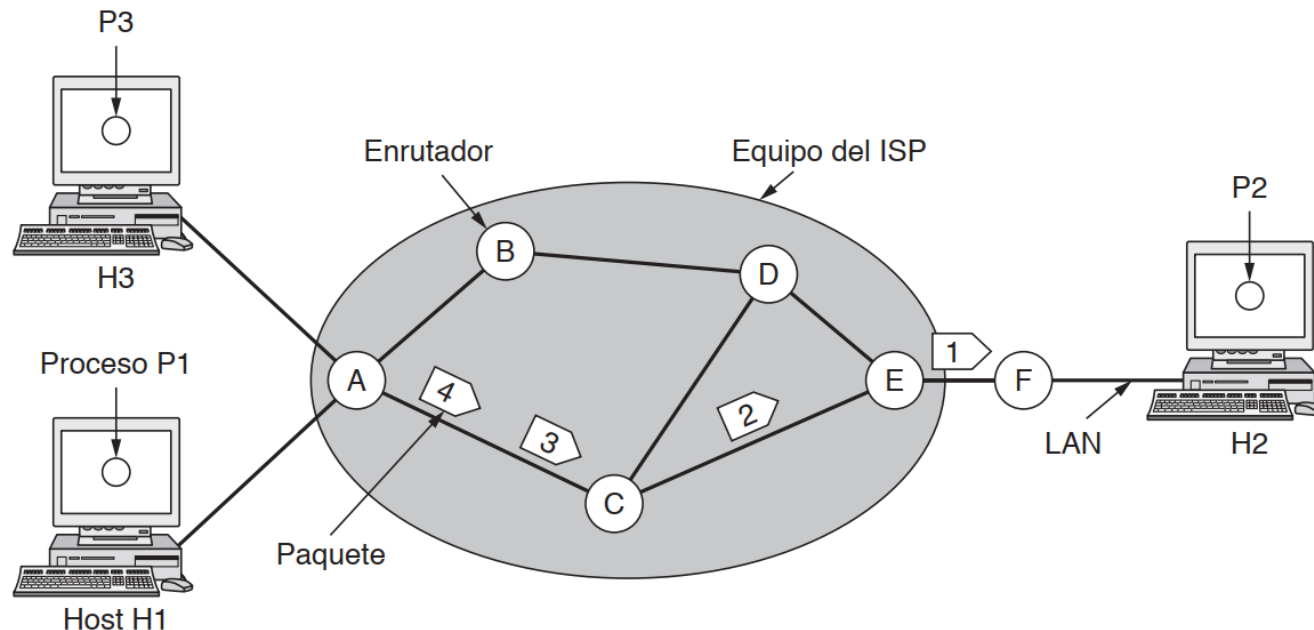 P3
Enrutador
Equipo del ISP
P2
B
D
H3
Proceso P1
A
4
3
2
E
1
F
C
LAN
H2
Paquete
Host H1